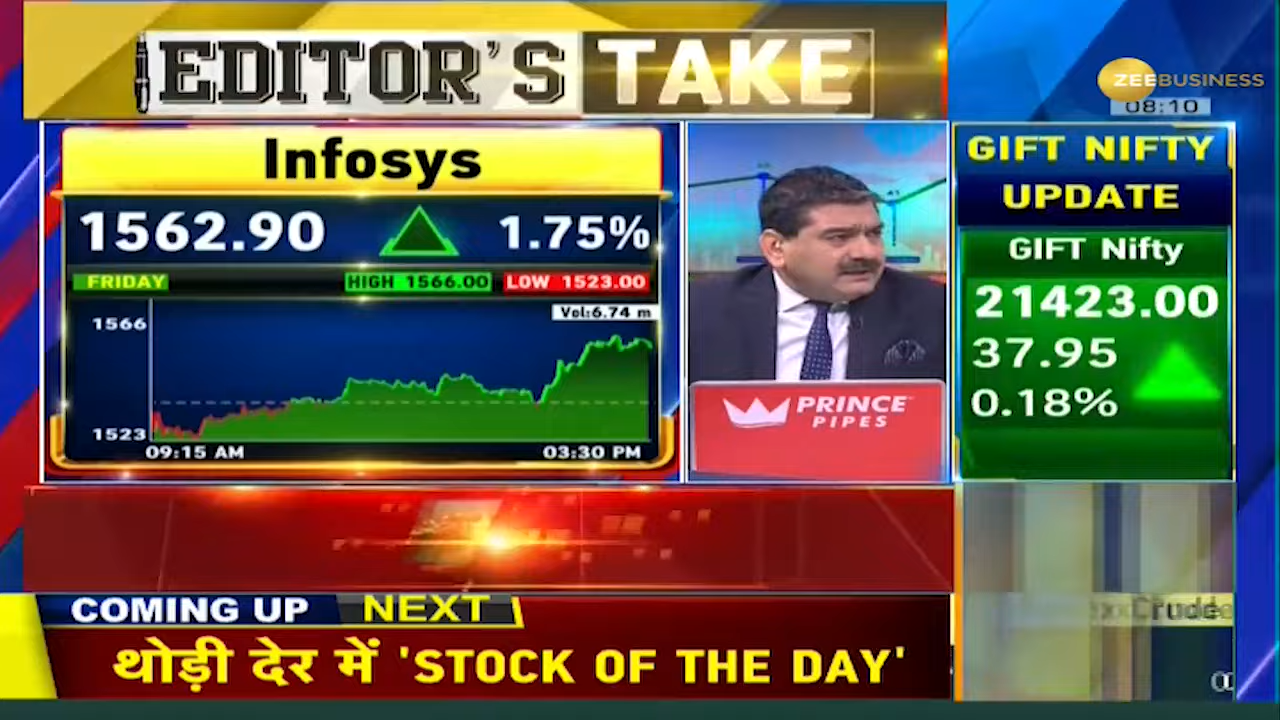 EDITOR'S TAKE
ZEEBUSINESS
08:10
Infosys
1562.90 1.75%
FRIDAY HIGH 1566.00 LOW 1523.00
Vol:6.74 m
1566
1523
09:15 AM 03:30 PM
PRINCE
PIPES
GIFT NIFTY
UPDATE
GIFT Nifty
21423.00
37.95
0.18%
COMING UP NEXT
थोड़ी देर में 'STOCK OF THE DAY'